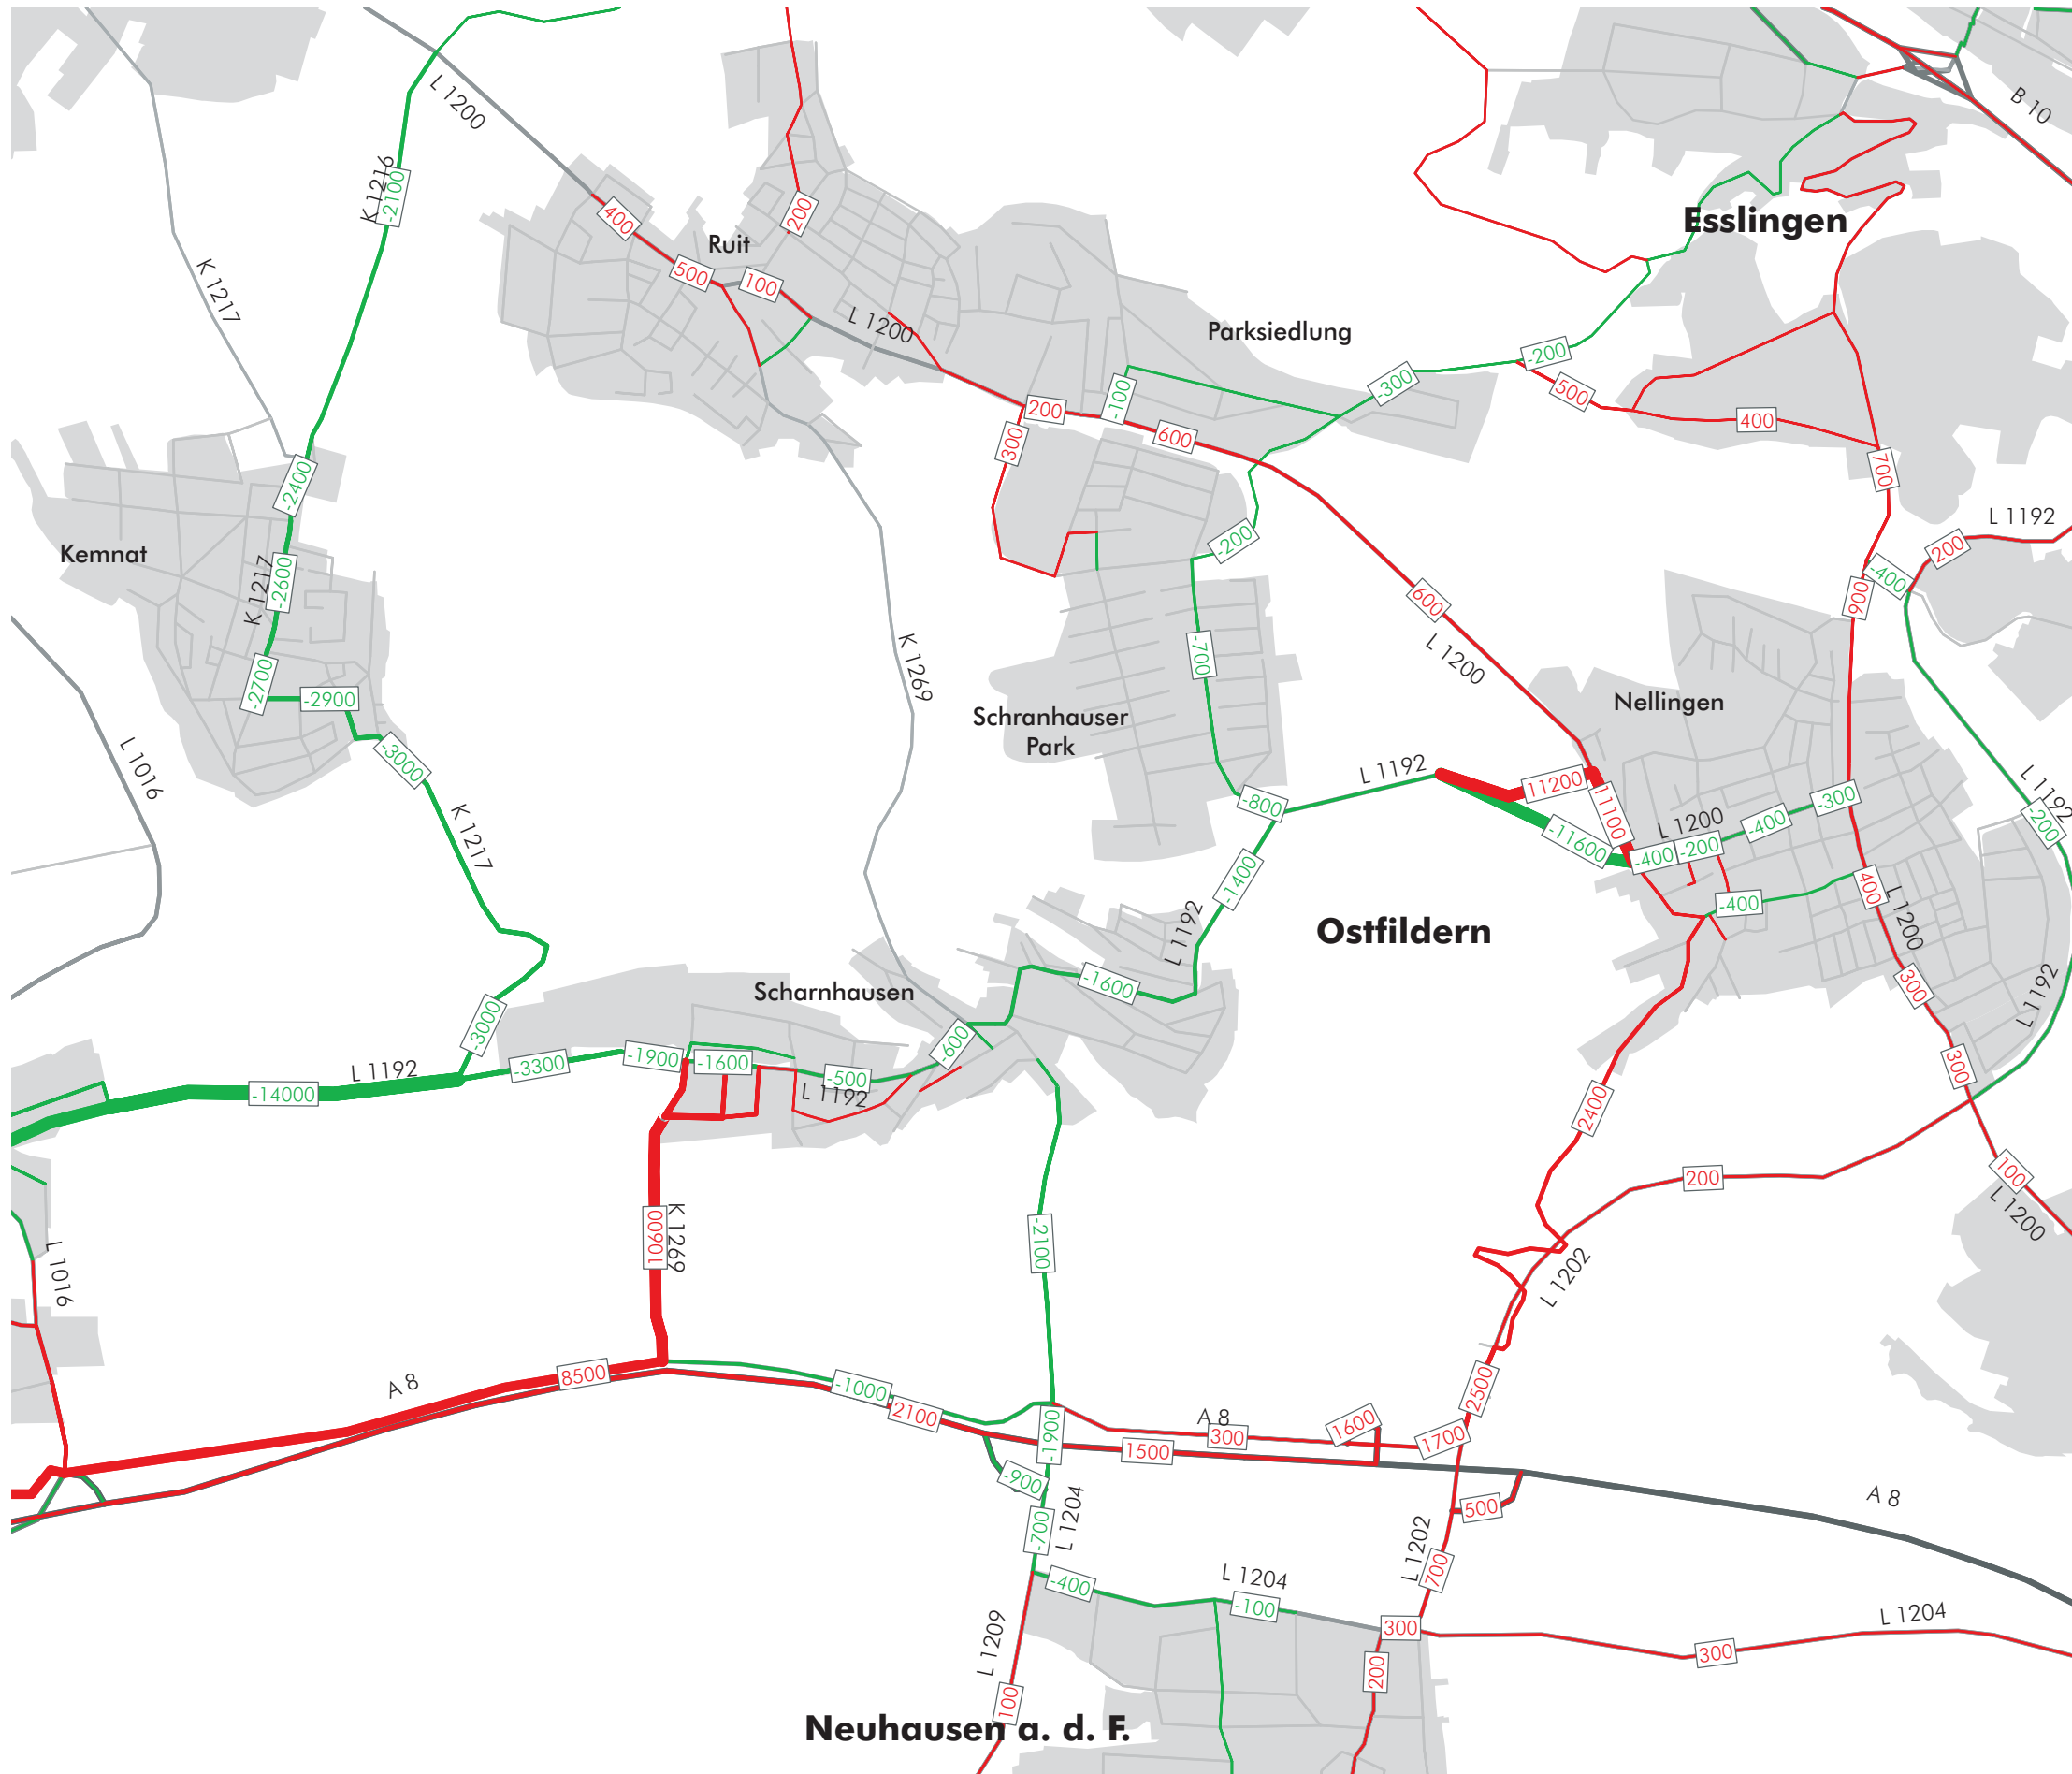 L 1200
B 10
K 1216
-2100
400
200
Esslingen
Ruit
500
100
K 1217
L 1200
Parksiedlung
-200
-300
500
-100
200
400
600
300
700
-2400
L 1192
200
-200
-400
Kemnat
K 1217
-2600
900
600
L 1200
K 1269
-700
-2700
-2900
Nellingen
Schranhauser
Park
-3000
L 1016
L 1192
11200
-800
-300
L 1192
-200
1100
L 1200
-400
-11600
-400
-200
K 1217
-1400
400
-400
L 1200
L 1192
Ostfildern
-1600
Scharnhausen
300
L 1192
-3000
-600
-1900
-1600
-3300
300
L 1192
-14000
-500
L 1192
2400
200
100
L 1200
10600
K 1269
-2100
L 1016
L 1202
8500
A 8
-1000
2500
2100
A 8
300
1600
1700
-1900
1500
-900
A 8
500
-700
L 1204
L 1202
700
-400
L 1204
-100
300
L 1204
300
L 1209
200
100
Neuhausen a. d. F.